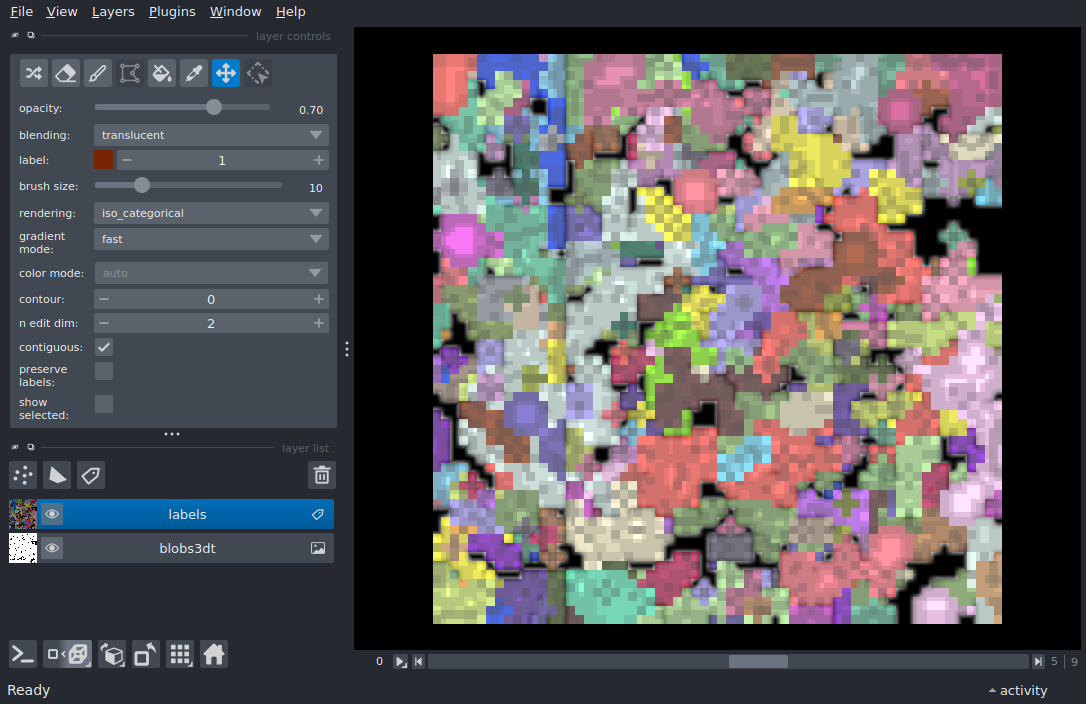 File View Layers Plugins Window Help
layer controls
opacity: 0.70
blending: translucent
label: 1
brush size: 10
rendering: iso_categorical
gradient
mode: fast
color mode: auto
contour: 0
n edit dim: 2
contiguous:
preserve
labels:
show
selected:
layer list
labels
blobs3dt
0 5 9
Ready activity